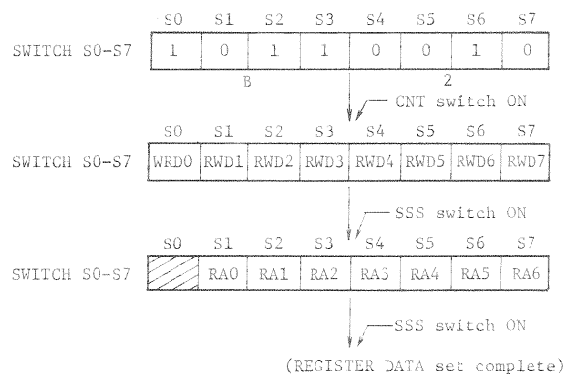 S0 S1 S2 S3 S4 S5 S6 S7
SWITCH S0-S7 1 0 1 1 0 0 1 0
B 2
CNT switch ON
S0 S1 S2 S3 S4 S5 S6 S7
SWITCH S0-S7 WRD0 RWD1 RWD2 RWD3 RWD4 RWD5 RWD6 RWD7
SSS switch ON
S0 S1 S2 S3 S4 S5 S6 S7
SWITCH S0-S7 RA0 RA1 RA2 RA3 RA4 RA5 RA6
SSS switch ON
(REGISTER DATA set complete)